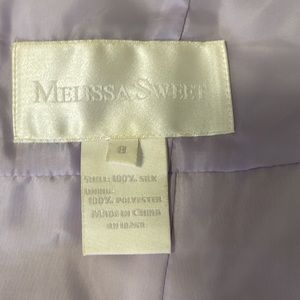 MELISSA SWEET
8
SHELL: 100% SILK
LINING:
100% POLYESTER
MADE IN CHINA